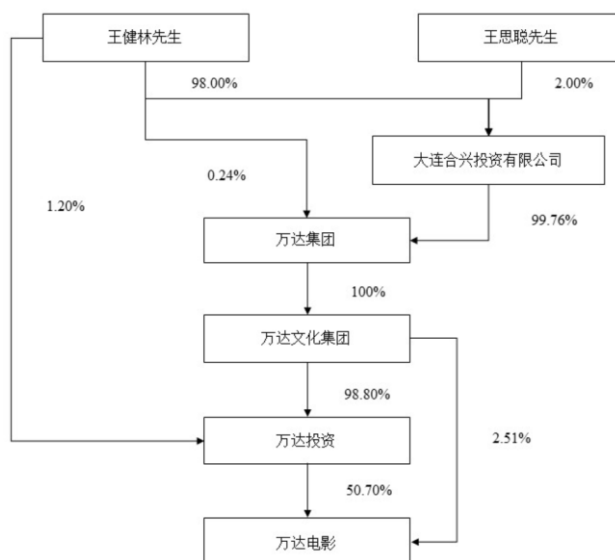 王健林先生
王思聪先生
98.00%
2.00%
大连合兴投资有限公司
0.24%
1.20%
99.76%
万达集团
100%
万达文化集团
98.80%
万达投资
2.51%
50.70%
万达电影